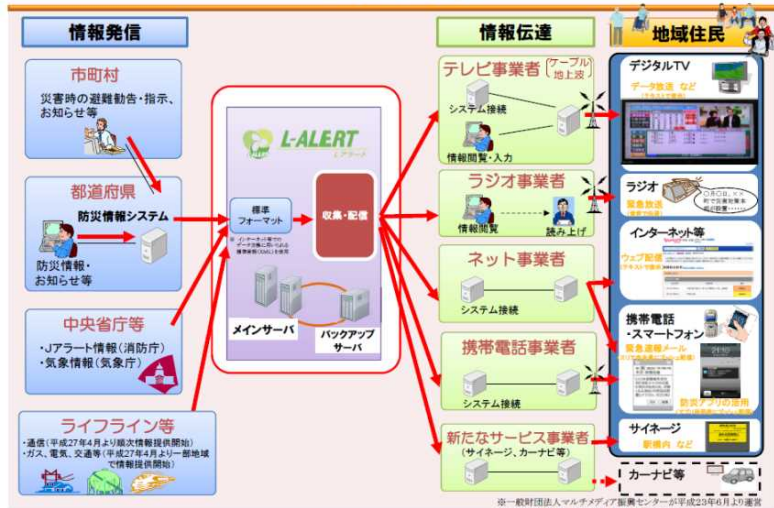 情報発信
情報伝達
地域住民
市町村
災害時の避難勧告・指示、
お知らせ等
都道府県
防災情報システム
防災情報・
お知らせ等
中央省庁等
・Jアラート情報(消防庁)
・気象情報(気象庁)
ライフライン等
・通信(平成27年4月より順次情報提供開始)
・ガス、電気、交通等(平成27年4月より一部地域
で情報提供開始)
L-ALERT
Lアラート
標準
フォーマット
収集・配信
メインサーバ
バックアップ
サーバ
テレビ事業者
ケーブル
地上波
システム接続
情報閲覧・入力
ラジオ事業者
情報閲覧
読み上げ
ネット事業者
システム接続
携帯電話事業者
システム接続
新たなサービス事業者
(サイネージ、カーナビ等)
デジタルTV
データ放送 など
ラジオ
緊急放送
インターネット等
ウェブ配信
携帯電話
・スマートフォン
緊急速報メール
防災アプリの活用
サイネージ
駅構内 など
カーナビ等
※一般財団法人マルチメディア振興センターが平成23年6月より運営